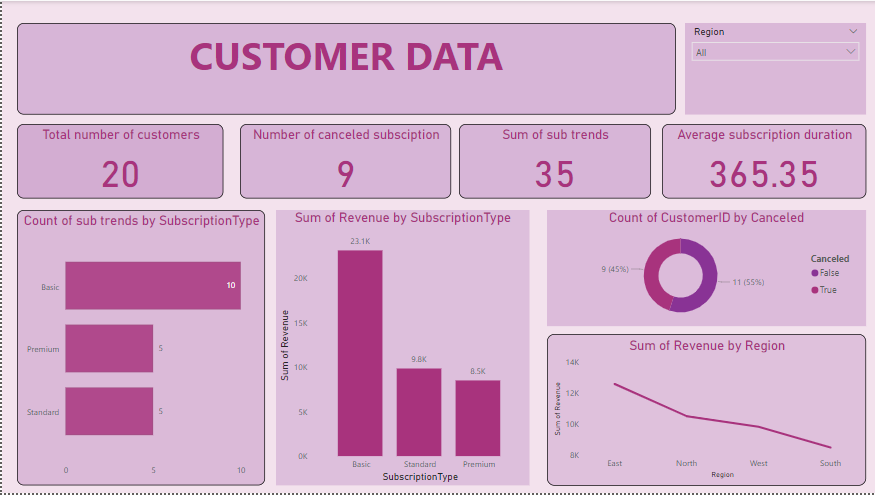 CUSTOMER DATA
Region
All
Total number of customers
20
Number of canceled subsciption
9
Sum of sub trends
35
Average subscription duration
365.35
Count of sub trends by SubscriptionType
Basic
10
Premium
5
Standard
5
0
5
10
Sum of Revenue by SubscriptionType
Sum of Revenue
20K
15K
10K
5K
0K
23.1K
9.8K
8.5K
Basic
Standard
Premium
SubscriptionType
Count of CustomerID by Canceled
9 (45%)
11 (55%)
Canceled
False
True
Sum of Revenue by Region
Sum of Revenue
14K
12K
10K
8K
East
North
West
South
Region